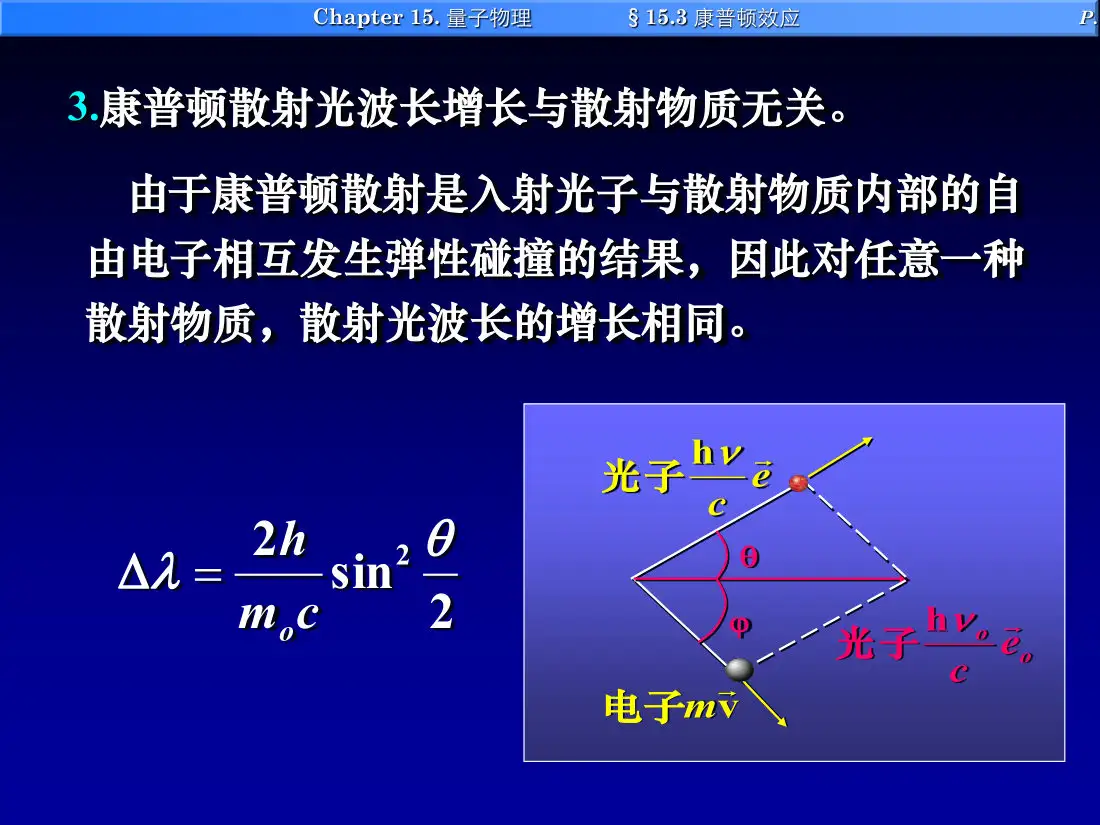 Chapter 15. 量子物理 § 15.3 康普顿效应 P.
3.康普顿散射光波长增长与散射物质无关。
由于康普顿散射是入射光子与散射物质内部的自
由电子相互发生弹性碰撞的结果，因此对任意一种
散射物质，散射光波长的增长相同。
Δλ = 2h/(mₒc) sin² θ/2
光子 hν/c e⃗
θ
φ
光子 hνₒ/c e⃗ₒ
电子mv⃗